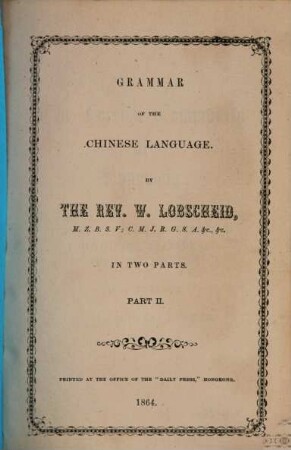 GRAMMAR
OF THE
CHINESE LANGUAGE.
BY
THE REV. W. LOBSCHEID,
M. Z. B. S. V; C. M. J. R. G. S. A. &c., &c.
IN TWO PARTS.
PART II.
PRINTED AT THE OFFICE OF THE "DAILY PRESS," HONGKONG.
1864.